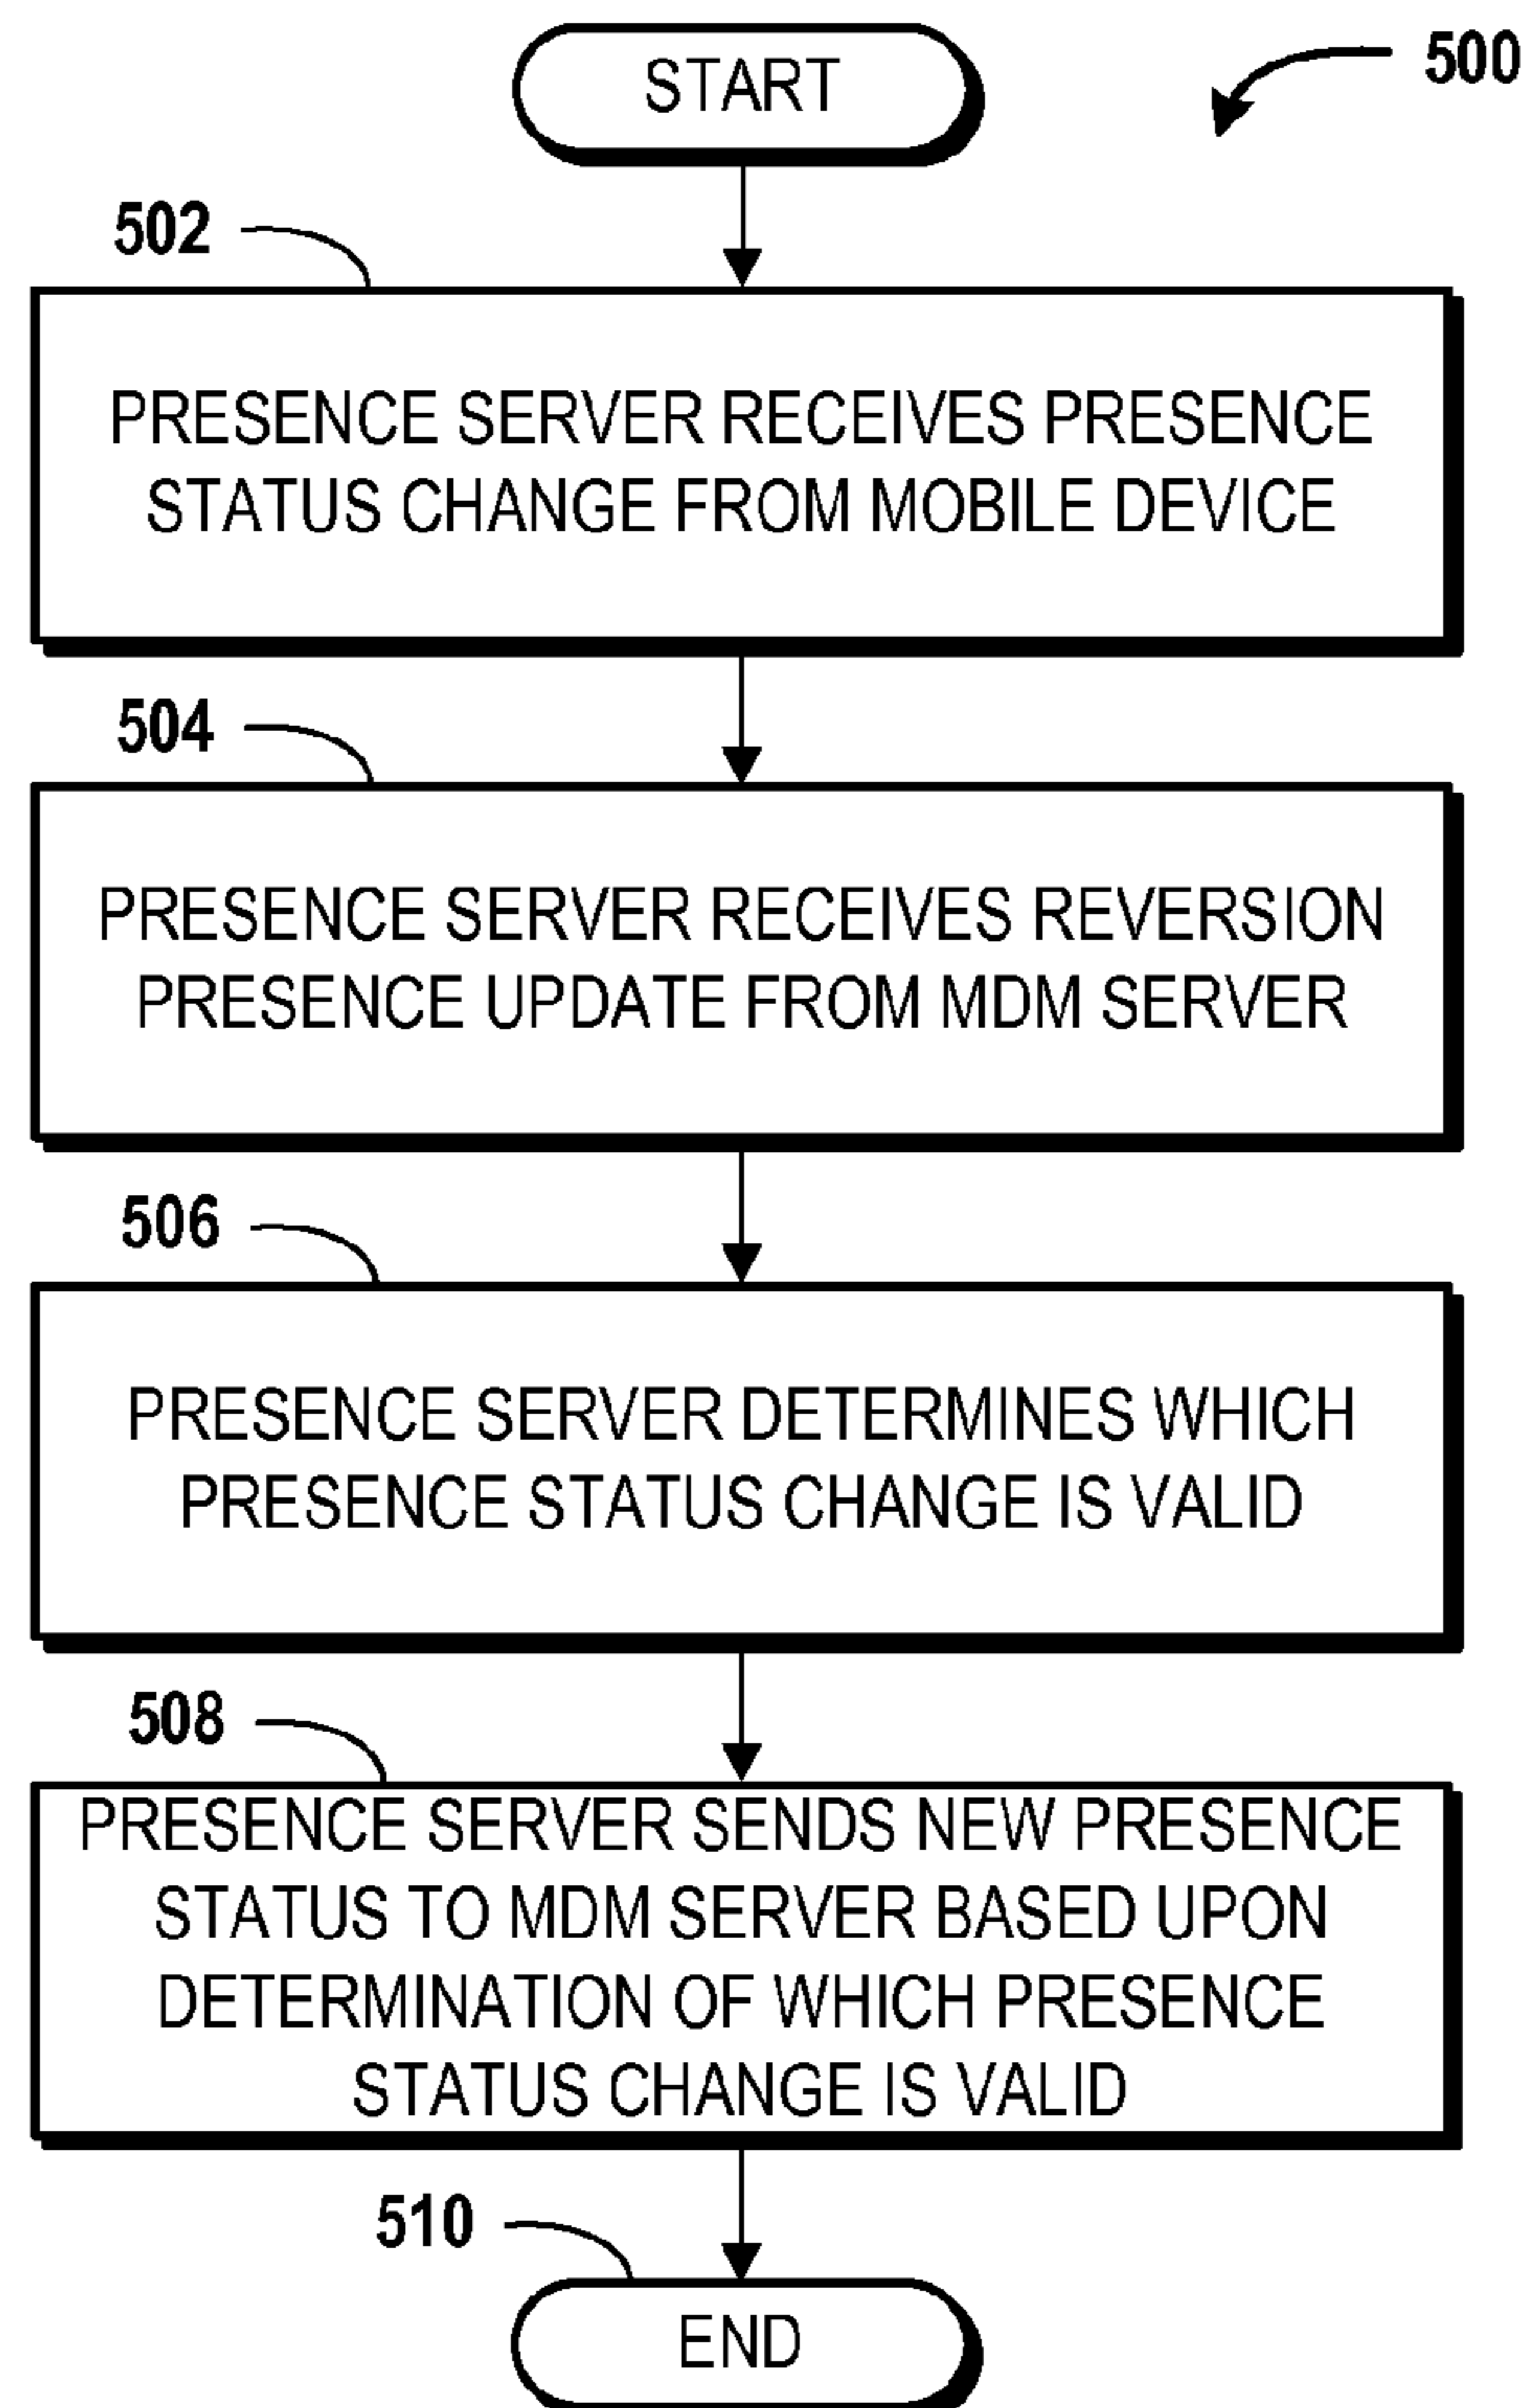 START
500
502
PRESENCE SERVER RECEIVES PRESENCE
STATUS CHANGE FROM MOBILE DEVICE
504
PRESENCE SERVER RECEIVES REVERSION
PRESENCE UPDATE FROM MDM SERVER
506
PRESENCE SERVER DETERMINES WHICH
PRESENCE STATUS CHANGE IS VALID
508
PRESENCE SERVER SENDS NEW PRESENCE
STATUS TO MDM SERVER BASED UPON
DETERMINATION OF WHICH PRESENCE
STATUS CHANGE IS VALID
510
END